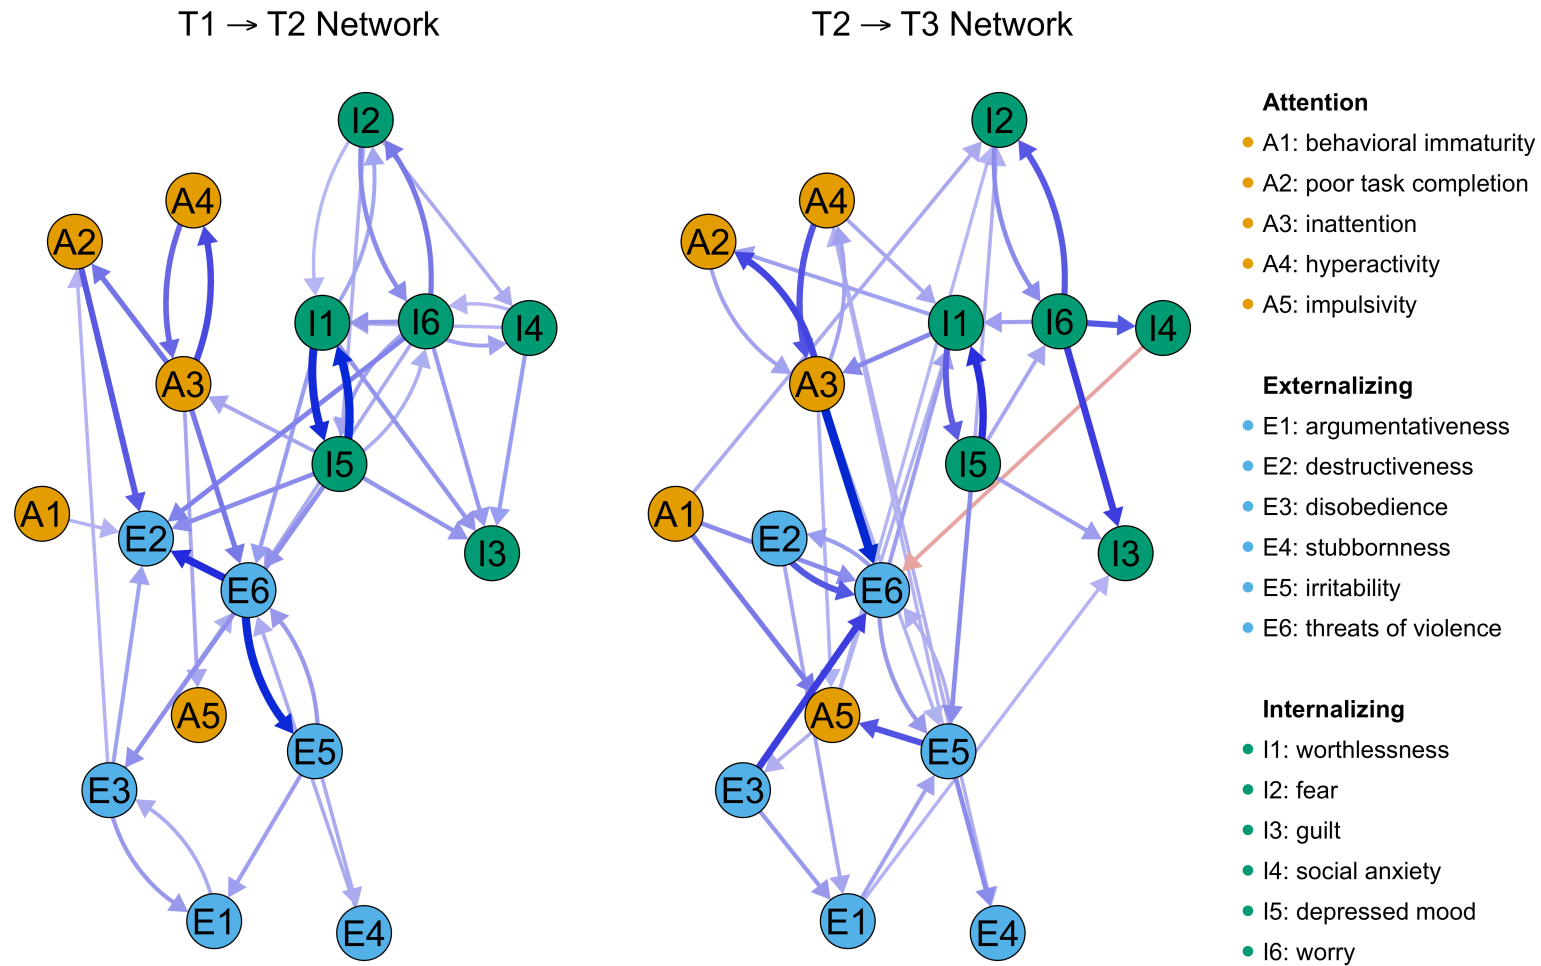 T1 → T2 Network
T2 → T3 Network
I2
A4
A2
I1
I6
I4
A3
I5
A1
E2
I3
E6
A5
E5
E3
E1
E4
I2
A4
A2
I1
I6
I4
A3
I5
A1
E2
I3
E6
A5
E5
E3
E1
E4
Attention
A1: behavioral immaturity
A2: poor task completion
A3: inattention
A4: hyperactivity
A5: impulsivity
Externalizing
E1: argumentativeness
E2: destructiveness
E3: disobedience
E4: stubbornness
E5: irritability
E6: threats of violence
Internalizing
I1: worthlessness
I2: fear
I3: guilt
I4: social anxiety
I5: depressed mood
I6: worry